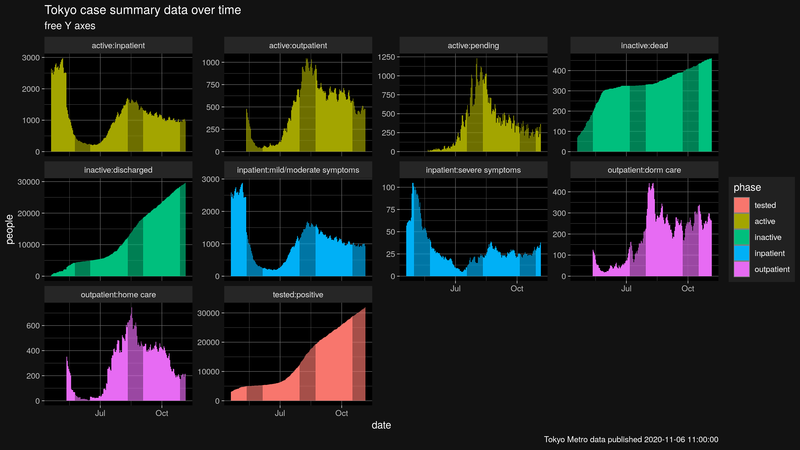 Tokyo case summary data over time
free Y axes
active:inpatient
active:outpatient
active:pending
inactive:dead
3000
2000
1000
0
1000
750
500
250
0
1250
1000
750
500
250
0
400
300
200
100
0
inactive:discharged
inpatient:mild/moderate symptoms
inpatient:severe symptoms
outpatient:dorm care
30000
20000
10000
0
3000
2000
1000
0
100
75
50
25
0
400
300
200
100
0
Jul
Oct
Jul
Oct
outpatient:home care
tested:positive
600
400
200
0
30000
20000
10000
0
Jul
Oct
Jul
Oct
people
date
phase
tested
active
inactive
inpatient
outpatient
Tokyo Metro data published 2020-11-06 11:00:00